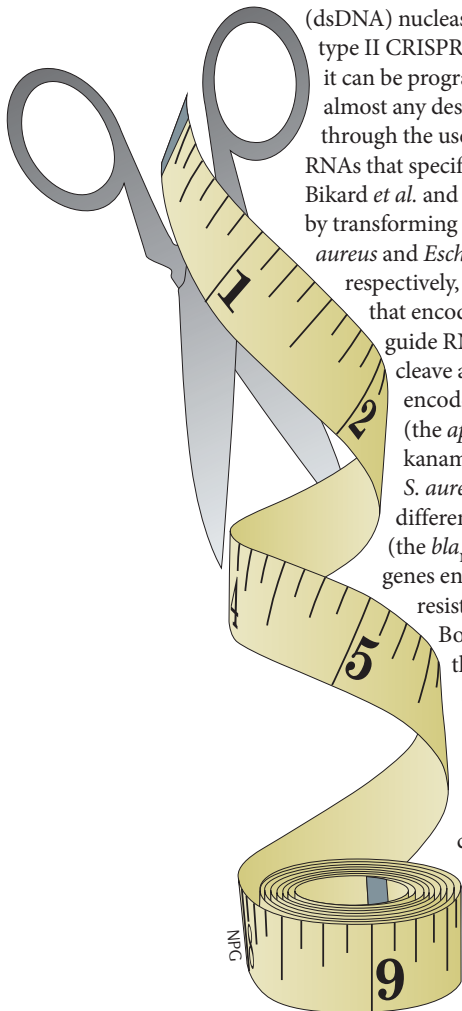 (dsDNA) nucleas
type II CRISPR
it can be progra
almost any des
through the use
RNAs that specif
Bikard et al. and
by transforming
aureus and Esch
respectively,
that encod
guide RN
cleave a
encod
(the ap
kanam
S. aure
differen
(the bla
genes en
resist
Bo
th
c
1
2
4
5
8
9
NPG